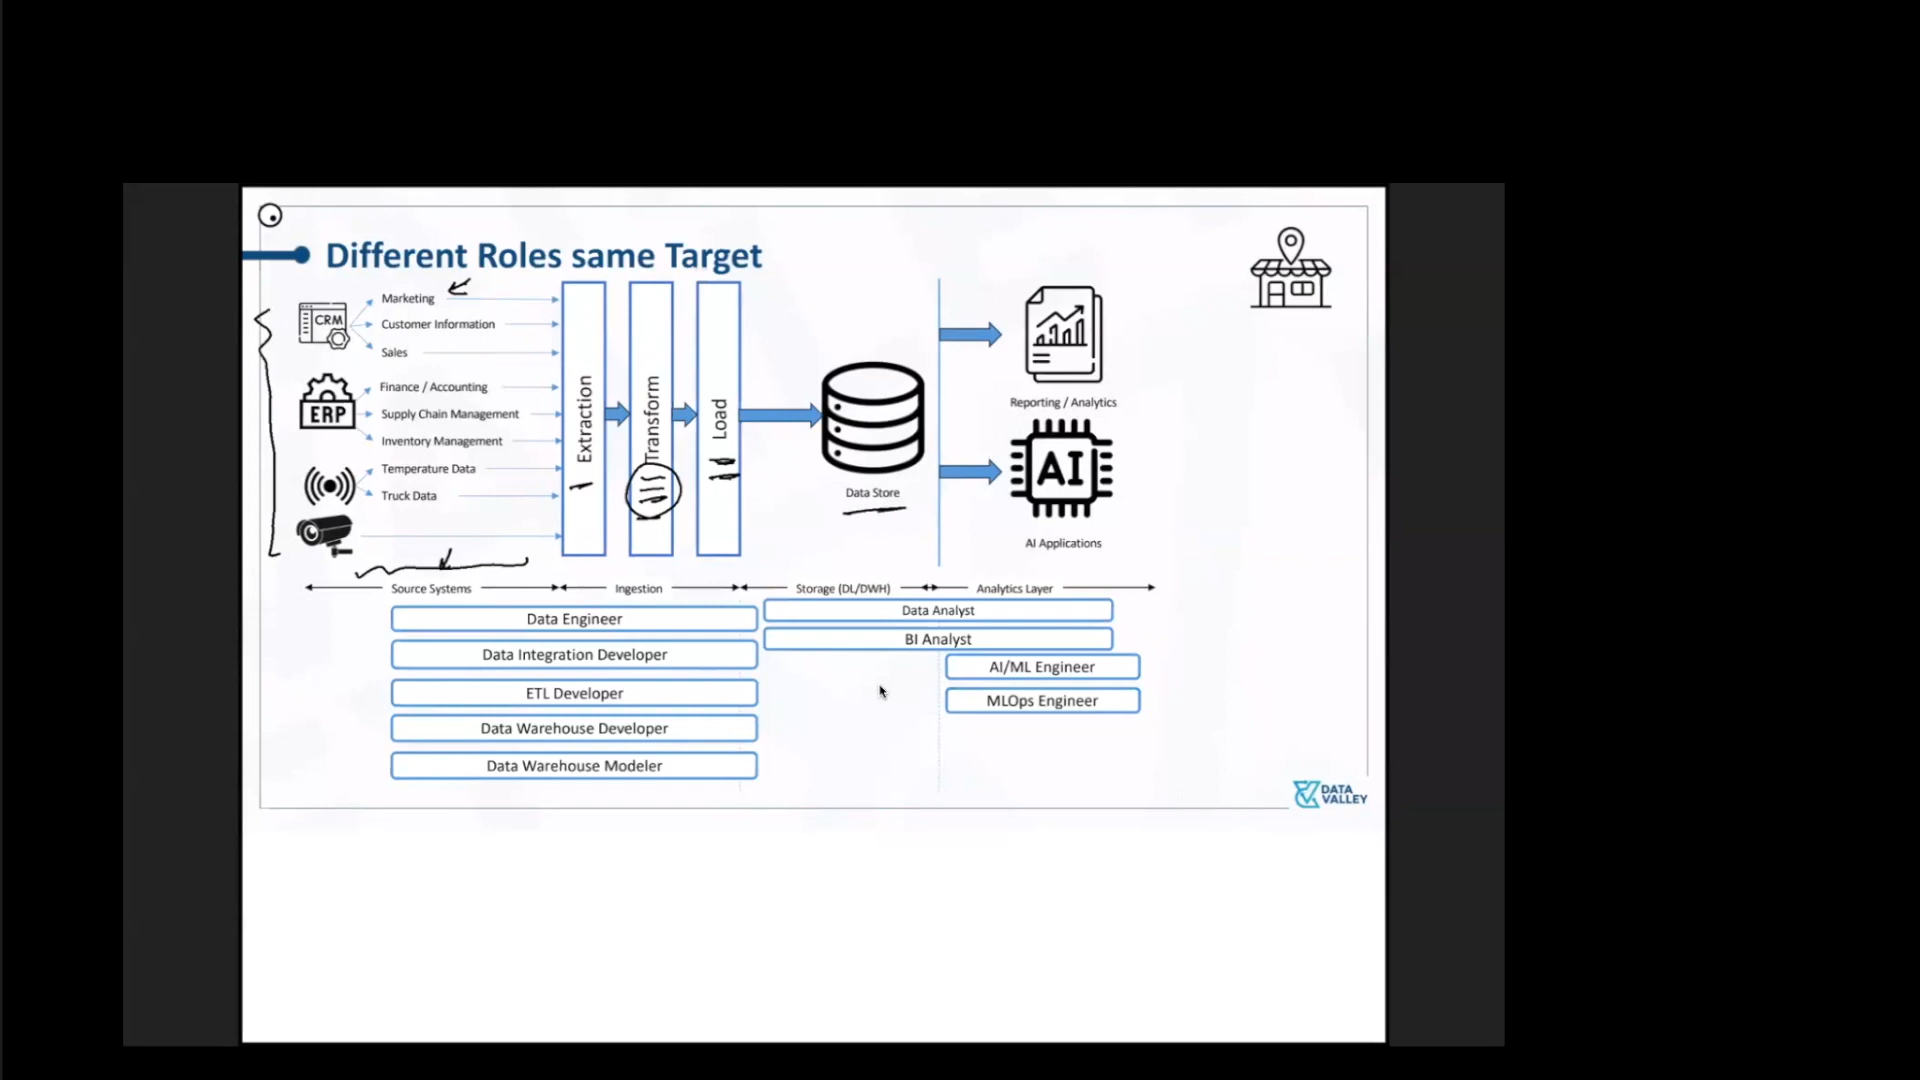 Different Roles same Target
CRM
Marketing
Customer Information
Sales
ERP
Finance / Accounting
Supply Chain Management
Inventory Management
Temperature Data
Truck Data
Extraction
Transform
Load
Data Store
Reporting / Analytics
AI
AI Applications
Source Systems
Ingestion
Storage (DL/DWH)
Analytics Layer
Data Engineer
Data Integration Developer
ETL Developer
Data Warehouse Developer
Data Warehouse Modeler
Data Analyst
BI Analyst
AI/ML Engineer
MLOps Engineer
DATA
VALLEY